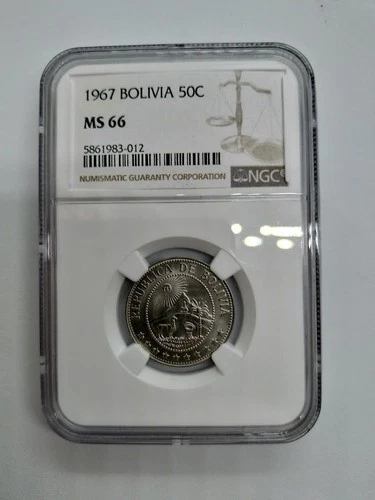 1967 BOLIVIA 50C
MS 66
5861983-012
NUMISMATIC GUARANTY CORPORATION
NGC
REPUBLICA DE BOLIVIA